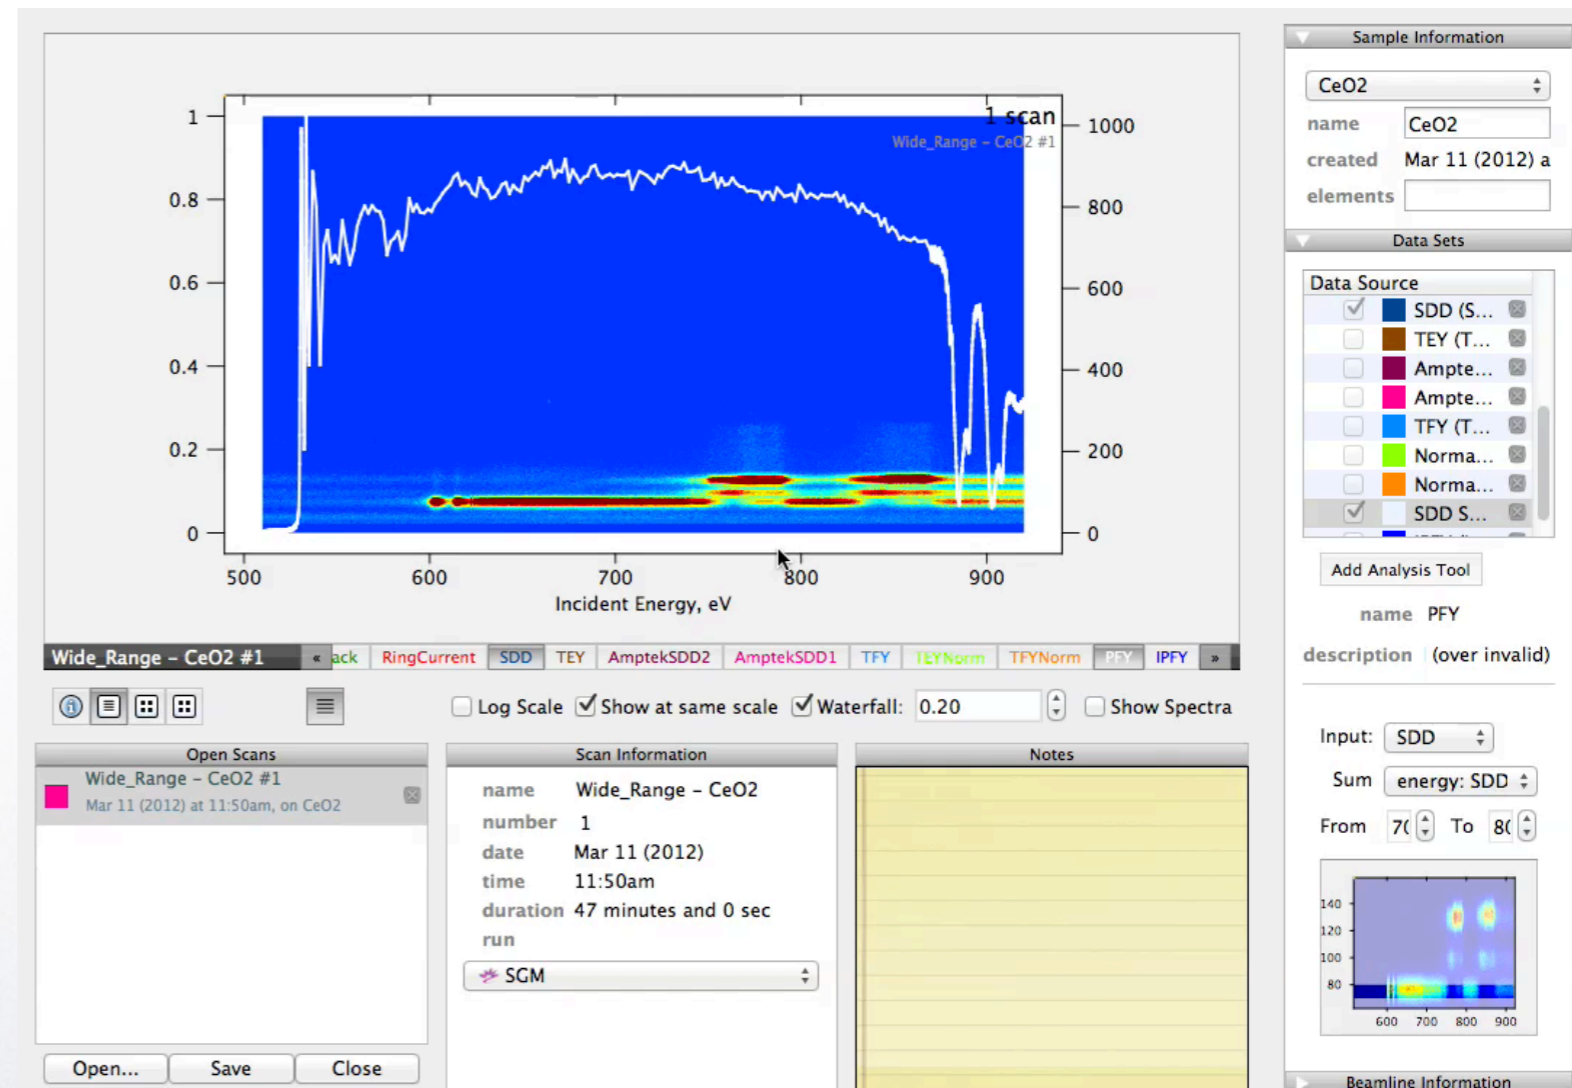 1 scan
Wide_Range – CeO2 #1
1
0.8
0.6
0.4
0.2
0
1000
800
600
400
200
0
500 600 700 800 900
Incident Energy, eV
Wide_Range – CeO2 #1 « ack RingCurrent SDD TEY AmptekSDD2 AmptekSDD1 TFY TEYNorm TFYNorm PFY IPFY »
Log Scale Show at same scale Waterfall: 0.20 Show Spectra
Open Scans
Wide_Range – CeO2 #1
Mar 11 (2012) at 11:50am, on CeO2
Open... Save Close
Scan Information
name Wide_Range – CeO2
number 1
date Mar 11 (2012)
time 11:50am
duration 47 minutes and 0 sec
run
SGM
Notes
Sample Information
CeO2
name CeO2
created Mar 11 (2012) a
elements
Data Sets
Data Source
SDD (S...
TEY (T...
Ampte...
Ampte...
TFY (T...
Norma...
Norma...
SDD S...
Add Analysis Tool
name PFY
description (over invalid)
Input: SDD
Sum energy: SDD
From 70 To 80
140
120
100
80
600 700 800 900
Beamline Information